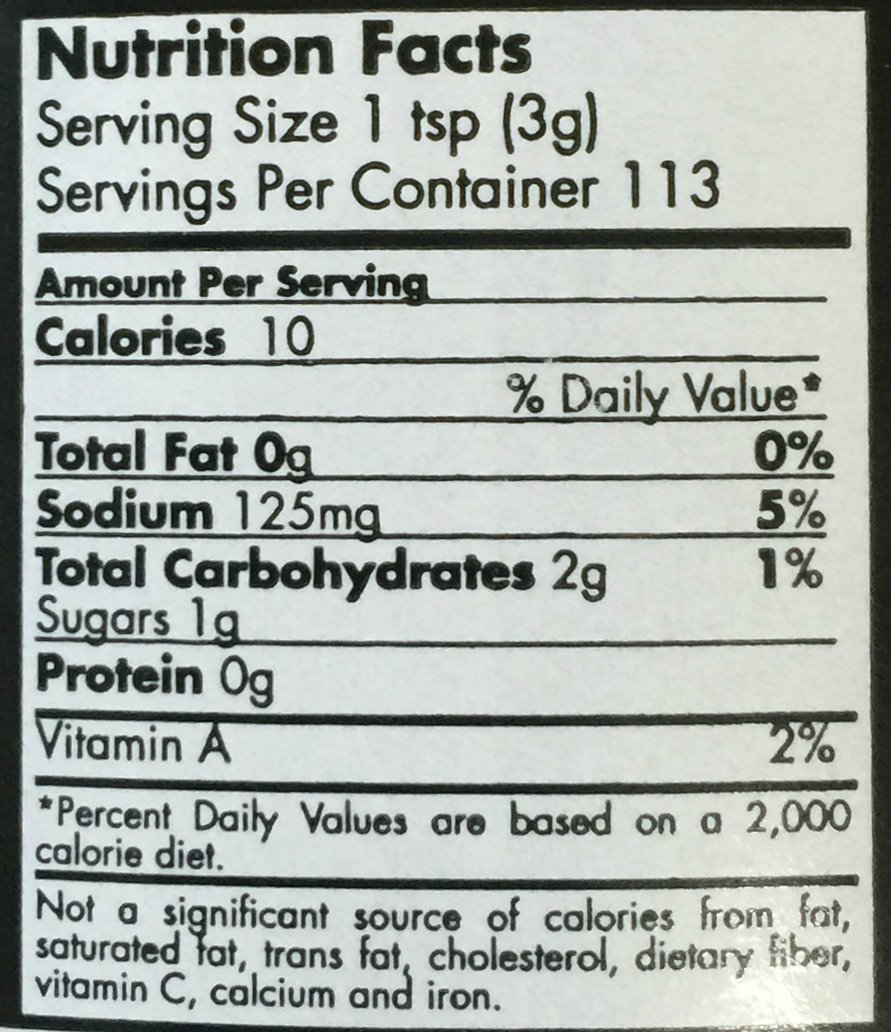 Nutrition Facts
Serving Size 1 tsp (3g)
Servings Per Container 113
Amount Per Serving
Calories 10
% Daily Value*
Total Fat 0g 0%
Sodium 125mg 5%
Total Carbohydrates 2g 1%
Sugars 1g
Protein 0g
Vitamin A 2%
*Percent Daily Values are based on a 2,000
calorie diet.
Not a significant source of calories from fat,
saturated fat, trans fat, cholesterol, dietary fiber,
vitamin C, calcium and iron.